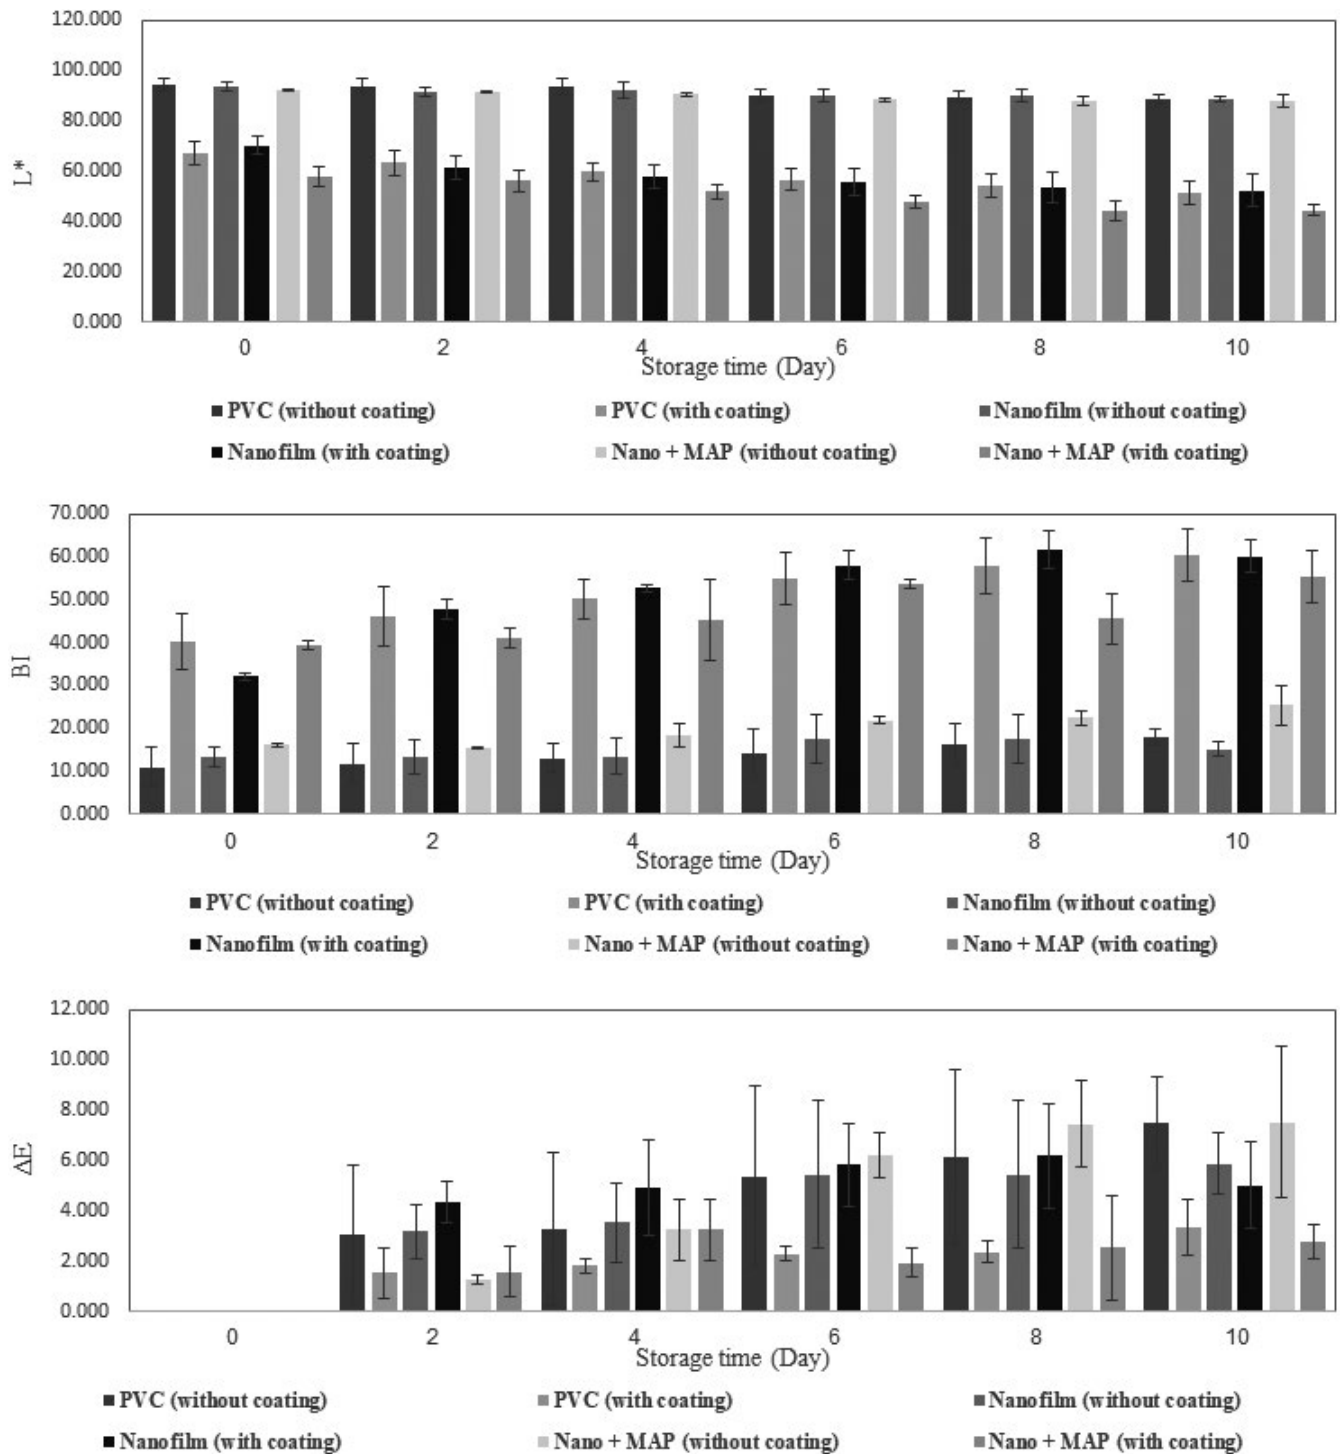 120.000
100.000
80.000
60.000
40.000
20.000
0.000
L*
0 2 4 6 8 10
Storage time (Day)
PVC (without coating) PVC (with coating) Nanofilm (without coating)
Nanofilm (with coating) Nano + MAP (without coating) Nano + MAP (with coating)
70.000
60.000
50.000
40.000
30.000
20.000
10.000
0.000
BI
0 2 4 6 8 10
Storage time (Day)
PVC (without coating) PVC (with coating) Nanofilm (without coating)
Nanofilm (with coating) Nano + MAP (without coating) Nano + MAP (with coating)
12.000
10.000
8.000
6.000
4.000
2.000
0.000
ΔE
0 2 4 6 8 10
Storage time (Day)
PVC (without coating) PVC (with coating) Nanofilm (without coating)
Nanofilm (with coating) Nano + MAP (without coating) Nano + MAP (with coating)